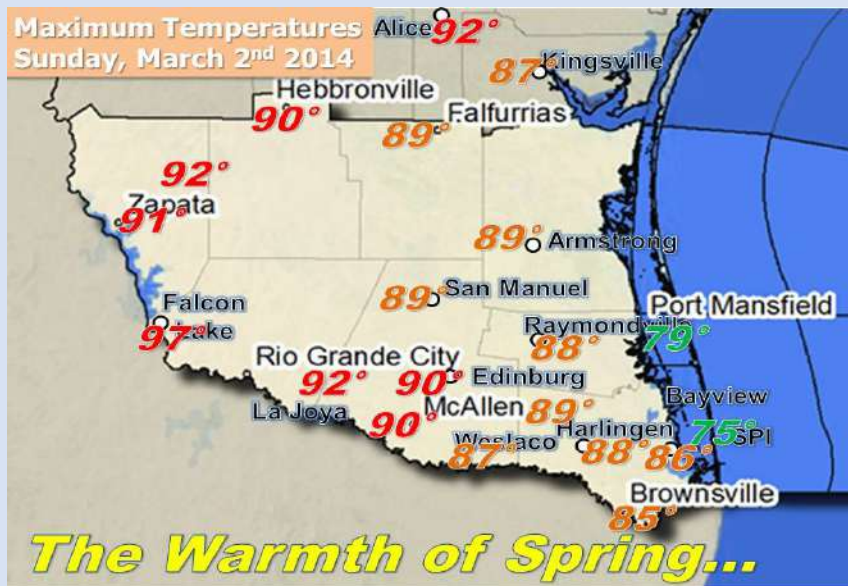 Maximum Temperatures
Sunday, March 2nd 2014
Alice
92°
87°
Kingsville
Hebbronville
90°
Falfurrias
89°
92°
Zapata
91°
89°
Armstrong
89°
San Manuel
Falcon
Lake
97°
Port Mansfield
79°
Raymondville
88°
Rio Grande City
92°
90°
Edinburg
La Joya
90°
McAllen
89°
Bayview
75°
SPI
Weslaco
87°
Harlingen
88°
86°
Brownsville
85°
The Warmth of Spring...